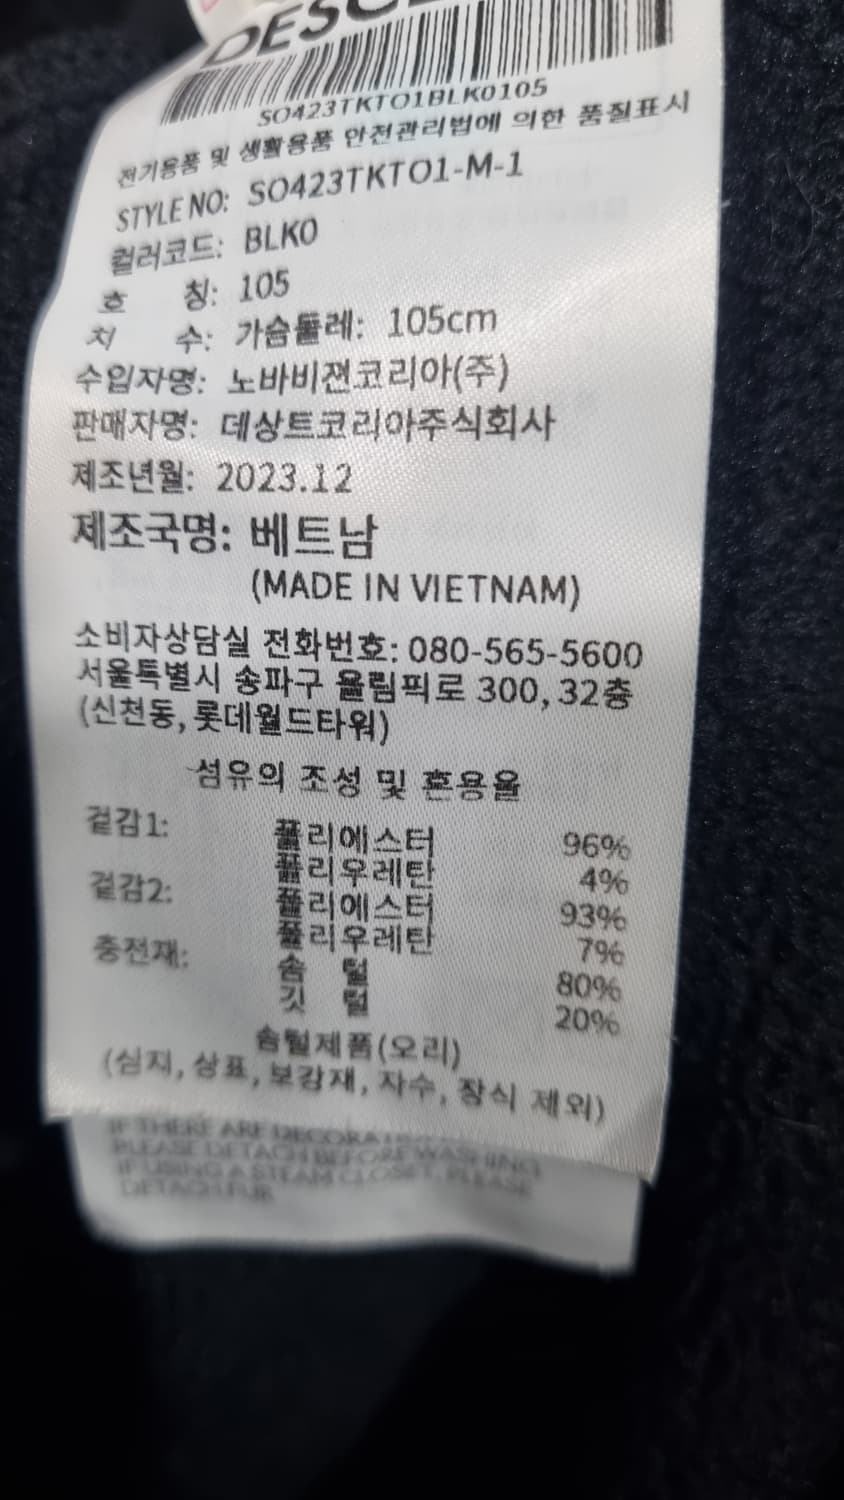 DESCE
SO423TKTO1BLK0105
전기용품 및 생활용품 안전관리법에 의한 품질표시
STYLE NO: SO423TKTO1-M-1
컬러코드: BLK0
호 칭: 105
치 수: 가슴둘레: 105cm
수입자명: 노바비젼코리아(주)
판매자명: 데상트코리아주식회사
제조년월: 2023.12
제조국명: 베트남
(MADE IN VIETNAM)
소비자상담실 전화번호: 080-565-5600
서울특별시 송파구 올림픽로 300, 32층
(신천동, 롯데월드타워)
섬유의 조성 및 혼용율
겉감1: 폴리에스터 96%
폴리우레탄 4%
겉감2: 폴리에스터 93%
폴리우레탄 7%
충전재: 솜 털 80%
깃 털 20%
솜털제품(오리)
(심지, 상표, 보강재, 자수, 장식 제외)
IF THERE ARE
PLEASE DETACH BEFORE WASHING
IF USING A STEAM CLOSET, PLEASE
DETACH FUR